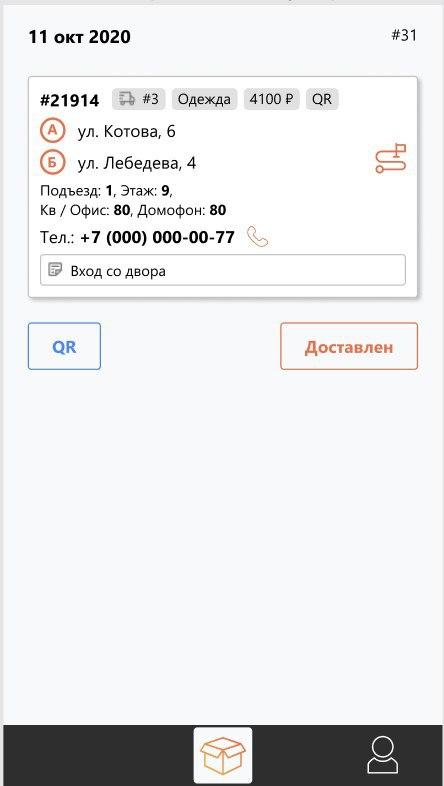 11 окт 2020 #31
#21914 #3 Одежда 4100 ₽ QR
А ул. Котова, 6
Б ул. Лебедева, 4
Подъезд: 1, Этаж: 9,
Кв / Офис: 80, Домофон: 80
Тел.: +7 (000) 000-00-77
Вход со двора
QR Доставлен